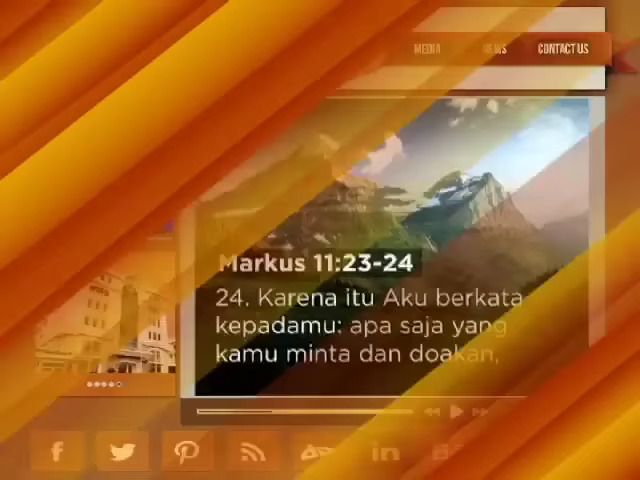 MEDIA NEWS CONTACT US
Markus 11:23-24
24. Karena itu Aku berkata
kepadamu: apa saja yang
kamu minta dan doakan,